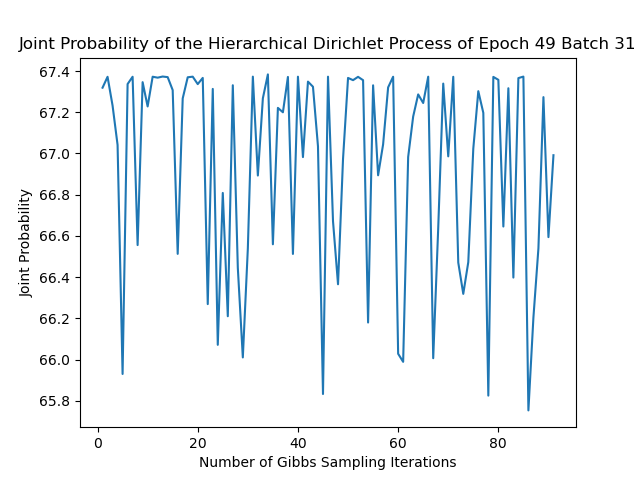 Joint Probability of the Hierarchical Dirichlet Process of Epoch 49 Batch 31
Joint Probability
67.4
67.2
67.0
66.8
66.6
66.4
66.2
66.0
65.8
0 20 40 60 80
Number of Gibbs Sampling Iterations